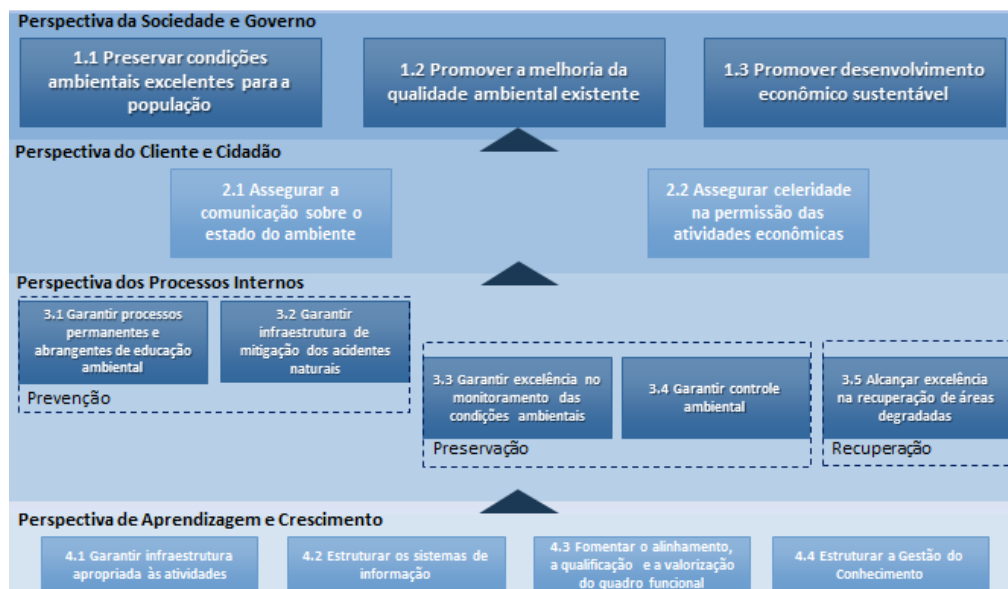 Perspectiva da Sociedade e Governo
1.1 Preservar condições
ambientais excelentes para a
população
1.2 Promover a melhoria da
qualidade ambiental existente
1.3 Promover desenvolvimento
econômico sustentável
Perspectiva do Cliente e Cidadão
2.1 Assegurar a
comunicação sobre o
estado do ambiente
2.2 Assegurar celeridade
na permissão das
atividades econômicas
Perspectiva dos Processos Internos
3.1 Garantir processos
permanentes e
abrangentes de educação
ambiental
3.2 Garantir
infraestrutura de
mitigação dos acidentes
naturais
Prevenção
3.3 Garantir excelência no
monitoramento das
condições ambientais
3.4 Garantir controle
ambiental
Preservação
3.5 Alcançar excelência
na recuperação de áreas
degradadas
Recuperação
Perspectiva de Aprendizagem e Crescimento
4.1 Garantir infraestrutura
apropriada às atividades
4.2 Estruturar os sistemas de
informação
4.3 Fomentar o alinhamento,
a qualificação e a valorização
do quadro funcional
4.4 Estruturar a Gestão do
Conhecimento